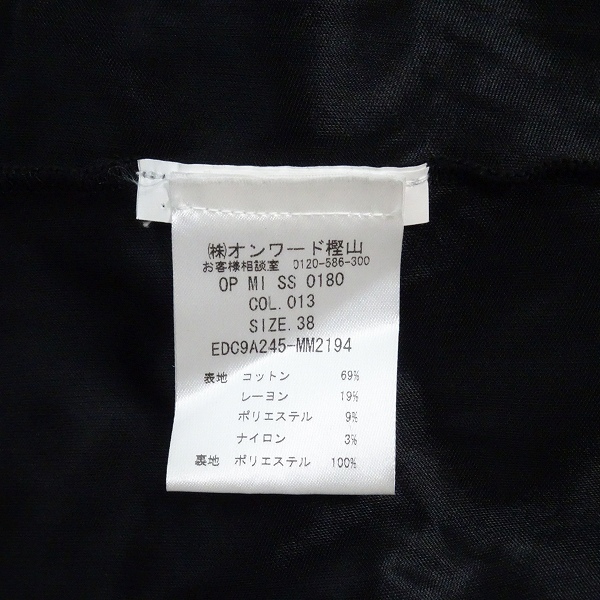 ㈱オンワード樫山
お客様相談室 0120-586-300
OP MI SS 0180
COL.013
SIZE.38
EDC9A245-MM2194
表地 コットン 69%
レーヨン 19%
ポリエステル 9%
ナイロン 3%
裏地 ポリエステル 100%